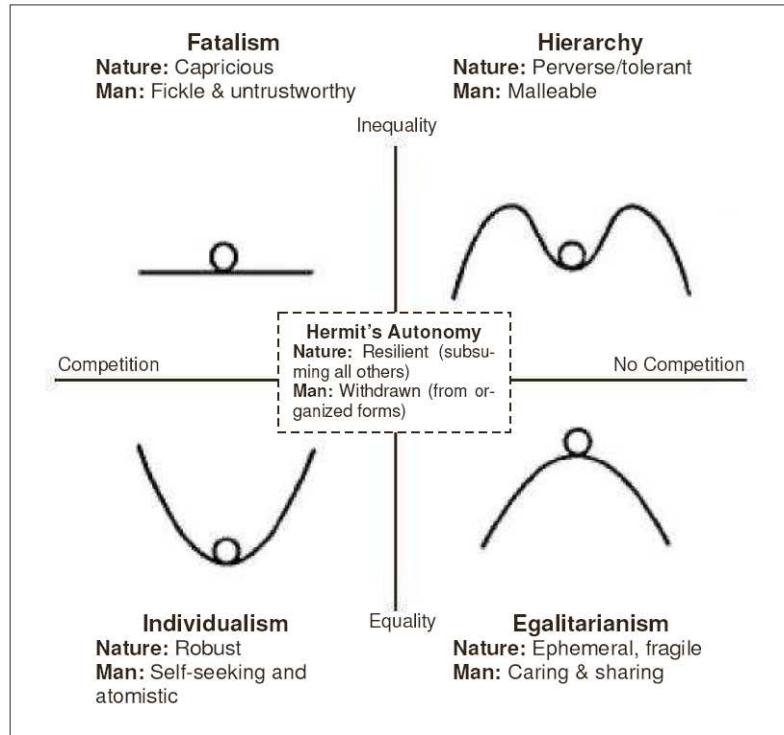 Fatalism
Nature: Capricious
Man: Fickle & untrustworthy
Hierarchy
Nature: Perverse/tolerant
Man: Malleable
Inequality
Hermit's Autonomy
Nature: Resilient (subsu-
ming all others)
Man: Withdrawn (from or-
ganized forms)
Competition
No Competition
Equality
Individualism
Nature: Robust
Man: Self-seeking and
atomistic
Egalitarianism
Nature: Ephemeral, fragile
Man: Caring & sharing